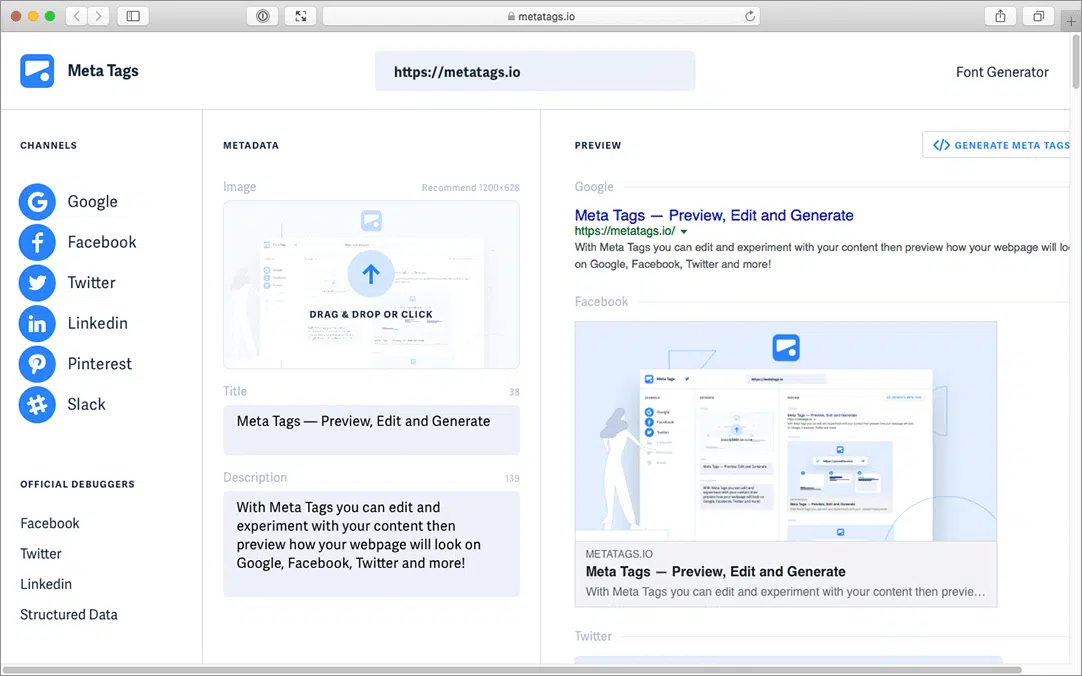 metatags.io
Meta Tags
https://metatags.io
Font Generator
CHANNELS
Google
Facebook
Twitter
Linkedin
Pinterest
Slack
OFFICIAL DEBUGGERS
Facebook
Twitter
Linkedin
Structured Data
METADATA
Image
Recommend 1200×628
DRAG & DROP OR CLICK
Title
38
Meta Tags — Preview, Edit and Generate
Description
139
With Meta Tags you can edit and
experiment with your content then
preview how your webpage will look on
Google, Facebook, Twitter and more!
PREVIEW
</> GENERATE META TAGS
Google
Meta Tags — Preview, Edit and Generate
https://metatags.io/
With Meta Tags you can edit and experiment with your content then preview how your webpage will lo
on Google, Facebook, Twitter and more!
Facebook
Meta Tags
https://metatags.io
METATAGS.IO
Meta Tags — Preview, Edit and Generate
With Meta Tags you can edit and experiment with your content then previe…
Twitter